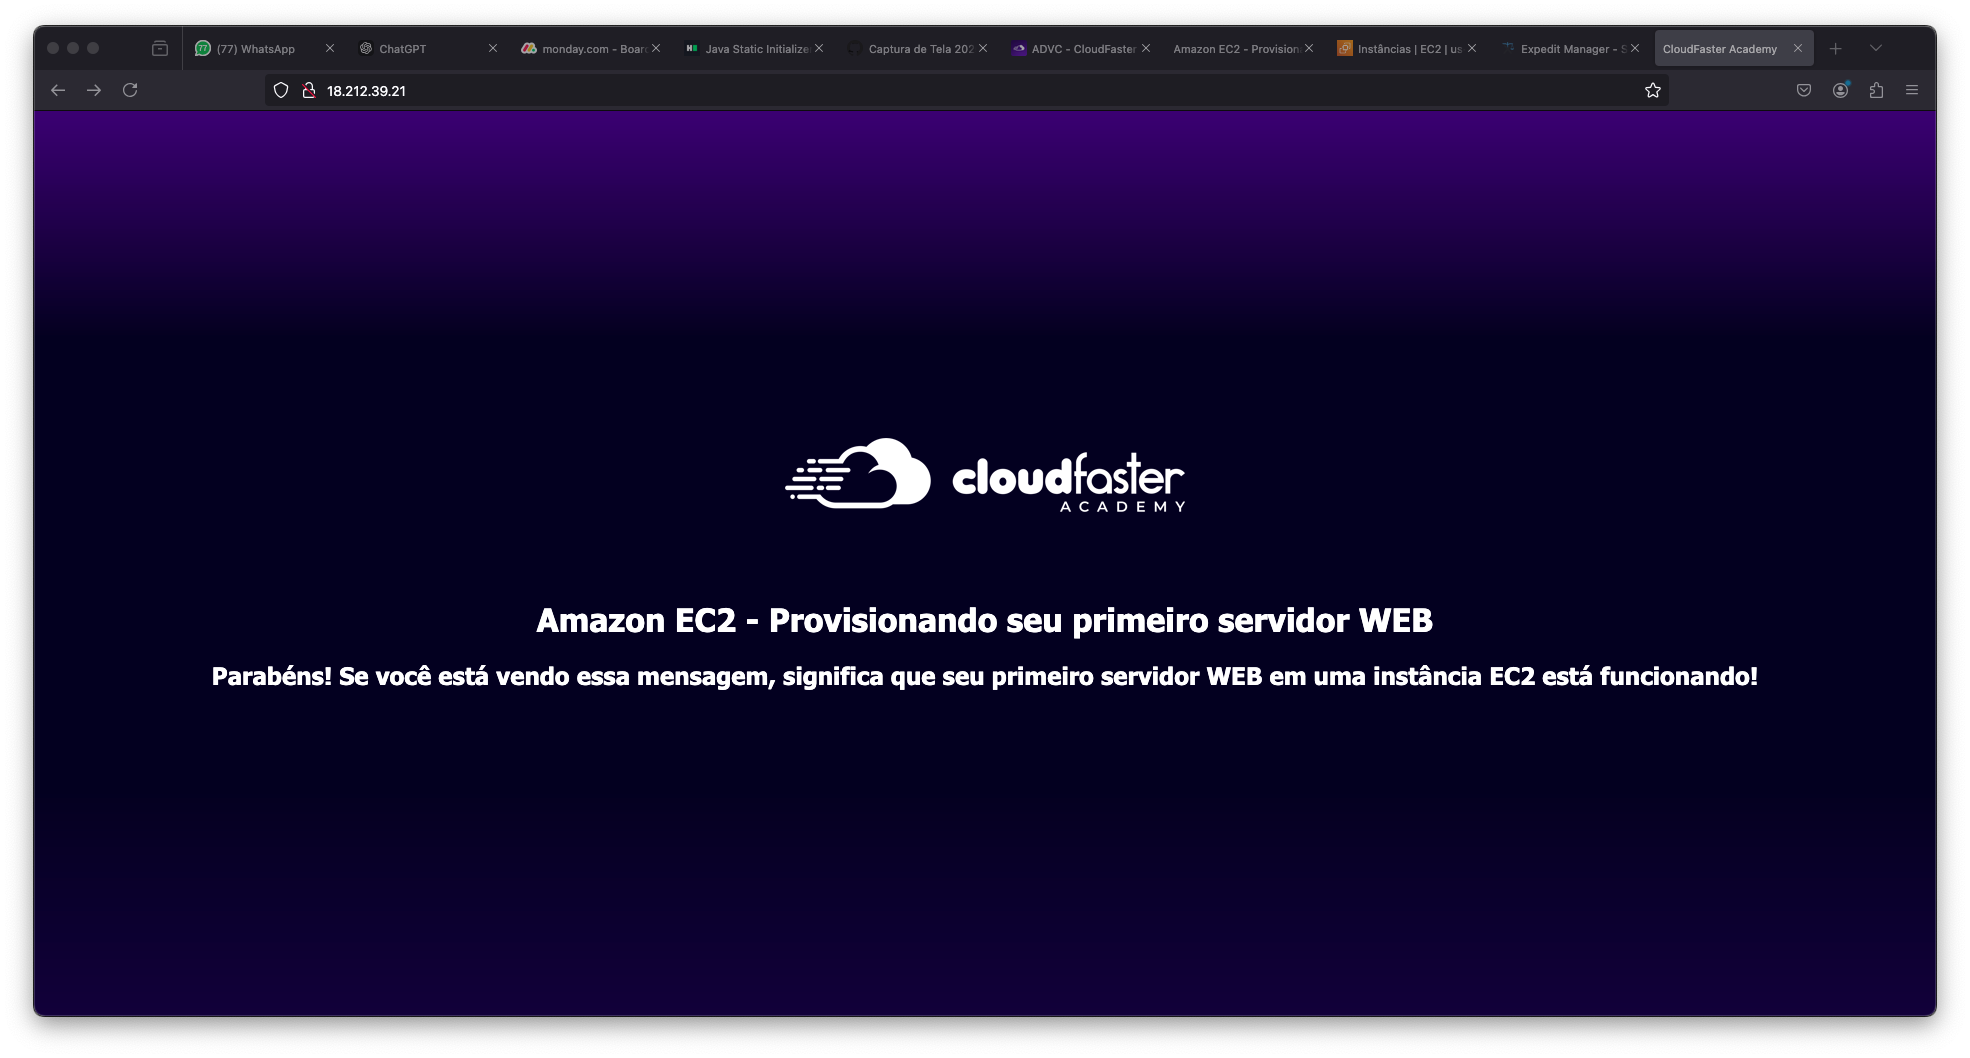 77 (77) WhatsApp
ChatGPT
monday.com - Boar
Java Static Initialize
Captura de Tela 202
ADVC - CloudFaster
Amazon EC2 - Provision
Instâncias | EC2 | us
Expedit Manager - S
CloudFaster Academy
18.212.39.21
cloudfaster
ACADEMY
Amazon EC2 - Provisionando seu primeiro servidor WEB
Parabéns! Se você está vendo essa mensagem, significa que seu primeiro servidor WEB em uma instância EC2 está funcionando!